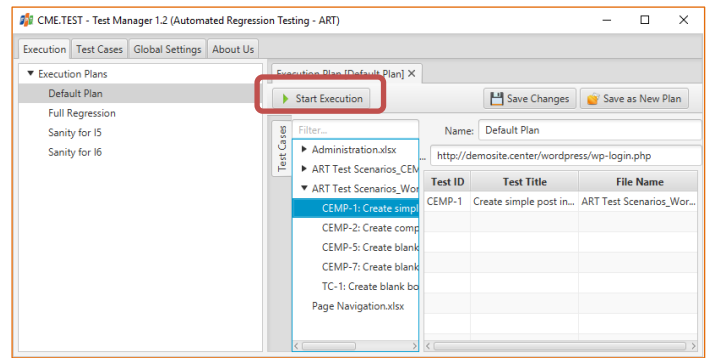 CME.TEST - Test Manager 1.2 (Automated Regression Testing - ART)
Execution Test Cases Global Settings About Us
Execution Plans
Default Plan
Full Regression
Sanity for I5
Sanity for I6
Execution Plan [Default Plan]
Start Execution Save Changes Save as New Plan
Test Cases
Filter...
Administration.xlsx
ART Test Scenarios_CEM
ART Test Scenarios_Wor
CEMP-1: Create simpl
CEMP-2: Create comp
CEMP-5: Create blank
CEMP-7: Create blank
TC-1: Create blank bo
Page Navigation.xlsx
Name: Default Plan
... http://demosite.center/wordpress/wp-login.php
Test ID Test Title File Name
CEMP-1 Create simple post in... ART Test Scenarios_Wor...